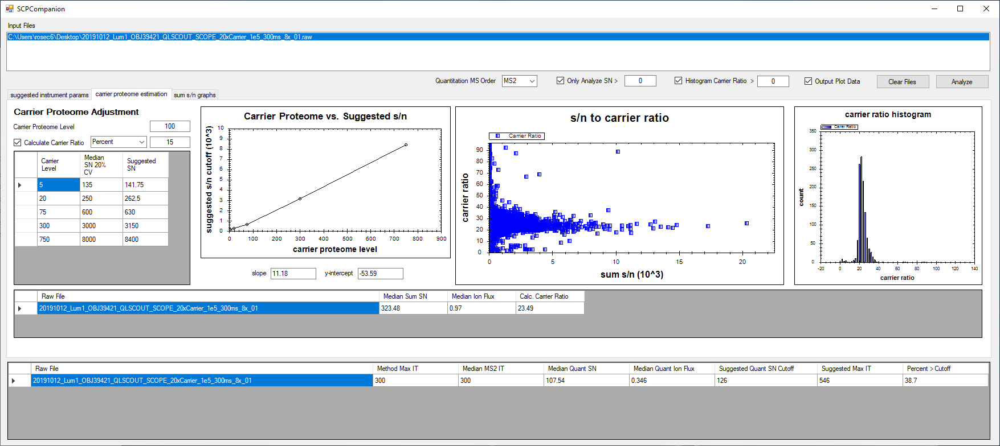 SCPCompanion
Input Files
C:\Users\rosec6\Desktop\20191012_Lum1_OBJ39421_QLSCOUT_SCOPE_20xCarrier_1e5_300ms_8x_01.raw
Quantitation MS Order MS2 Only Analyze SN > 0 Histogram Carrier Ratio > 0 Output Plot Data Clear Files Analyze
suggested instrument params carrier proteome estimation sum s/n graphs
Carrier Proteome Adjustment
Carrier Proteome Level 100
Calculate Carrier Ratio Percent 15
Carrier Level Median SN 20% CV Suggested SN
5 135 141.75
20 250 262.5
75 600 630
300 3000 3150
750 8000 8400
Carrier Proteome vs. Suggested s/n
suggested s/n cutoff (10^3)
10
9
8
7
6
5
4
3
2
1
0
0 100 200 300 400 500 600 700 800 900
carrier proteome level
slope 11.18 y-intercept -53.59
s/n to carrier ratio
Carrier Ratio
carrier ratio
90
80
70
60
50
40
30
20
10
0
0 5 10 15 20
sum s/n (10^3)
carrier ratio histogram
Carrier Ratio
count
350
300
250
200
150
100
50
0
-20 0 20 40 60 80 100 120 140
carrier ratio
Raw File Median Sum SN Median Ion Flux Calc. Carrier Ratio
20191012_Lum1_OBJ39421_QLSCOUT_SCOPE_20xCarrier_1e5_300ms_8x_01 323.48 0.97 23.49
Raw File Method Max IT Median MS2 IT Median Quant SN Median Quant Ion Flux Suggested Quant SN Cutoff Suggested Max IT Percent > Cutoff
20191012_Lum1_OBJ39421_QLSCOUT_SCOPE_20xCarrier_1e5_300ms_8x_01 300 300 107.54 0.346 126 546 38.7